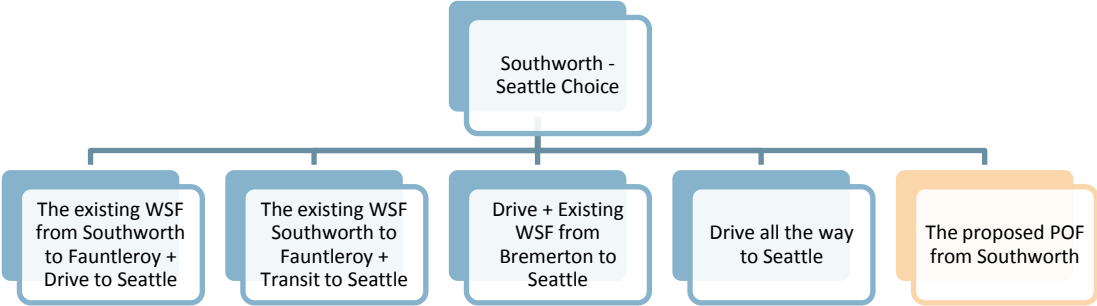 Southworth -
Seattle Choice
The existing WSF
from Southworth
to Fauntleroy +
Drive to Seattle
The existing WSF
Southworth to
Fauntleroy +
Transit to Seattle
Drive + Existing
WSF from
Bremerton to
Seattle
Drive all the way
to Seattle
The proposed POF
from Southworth